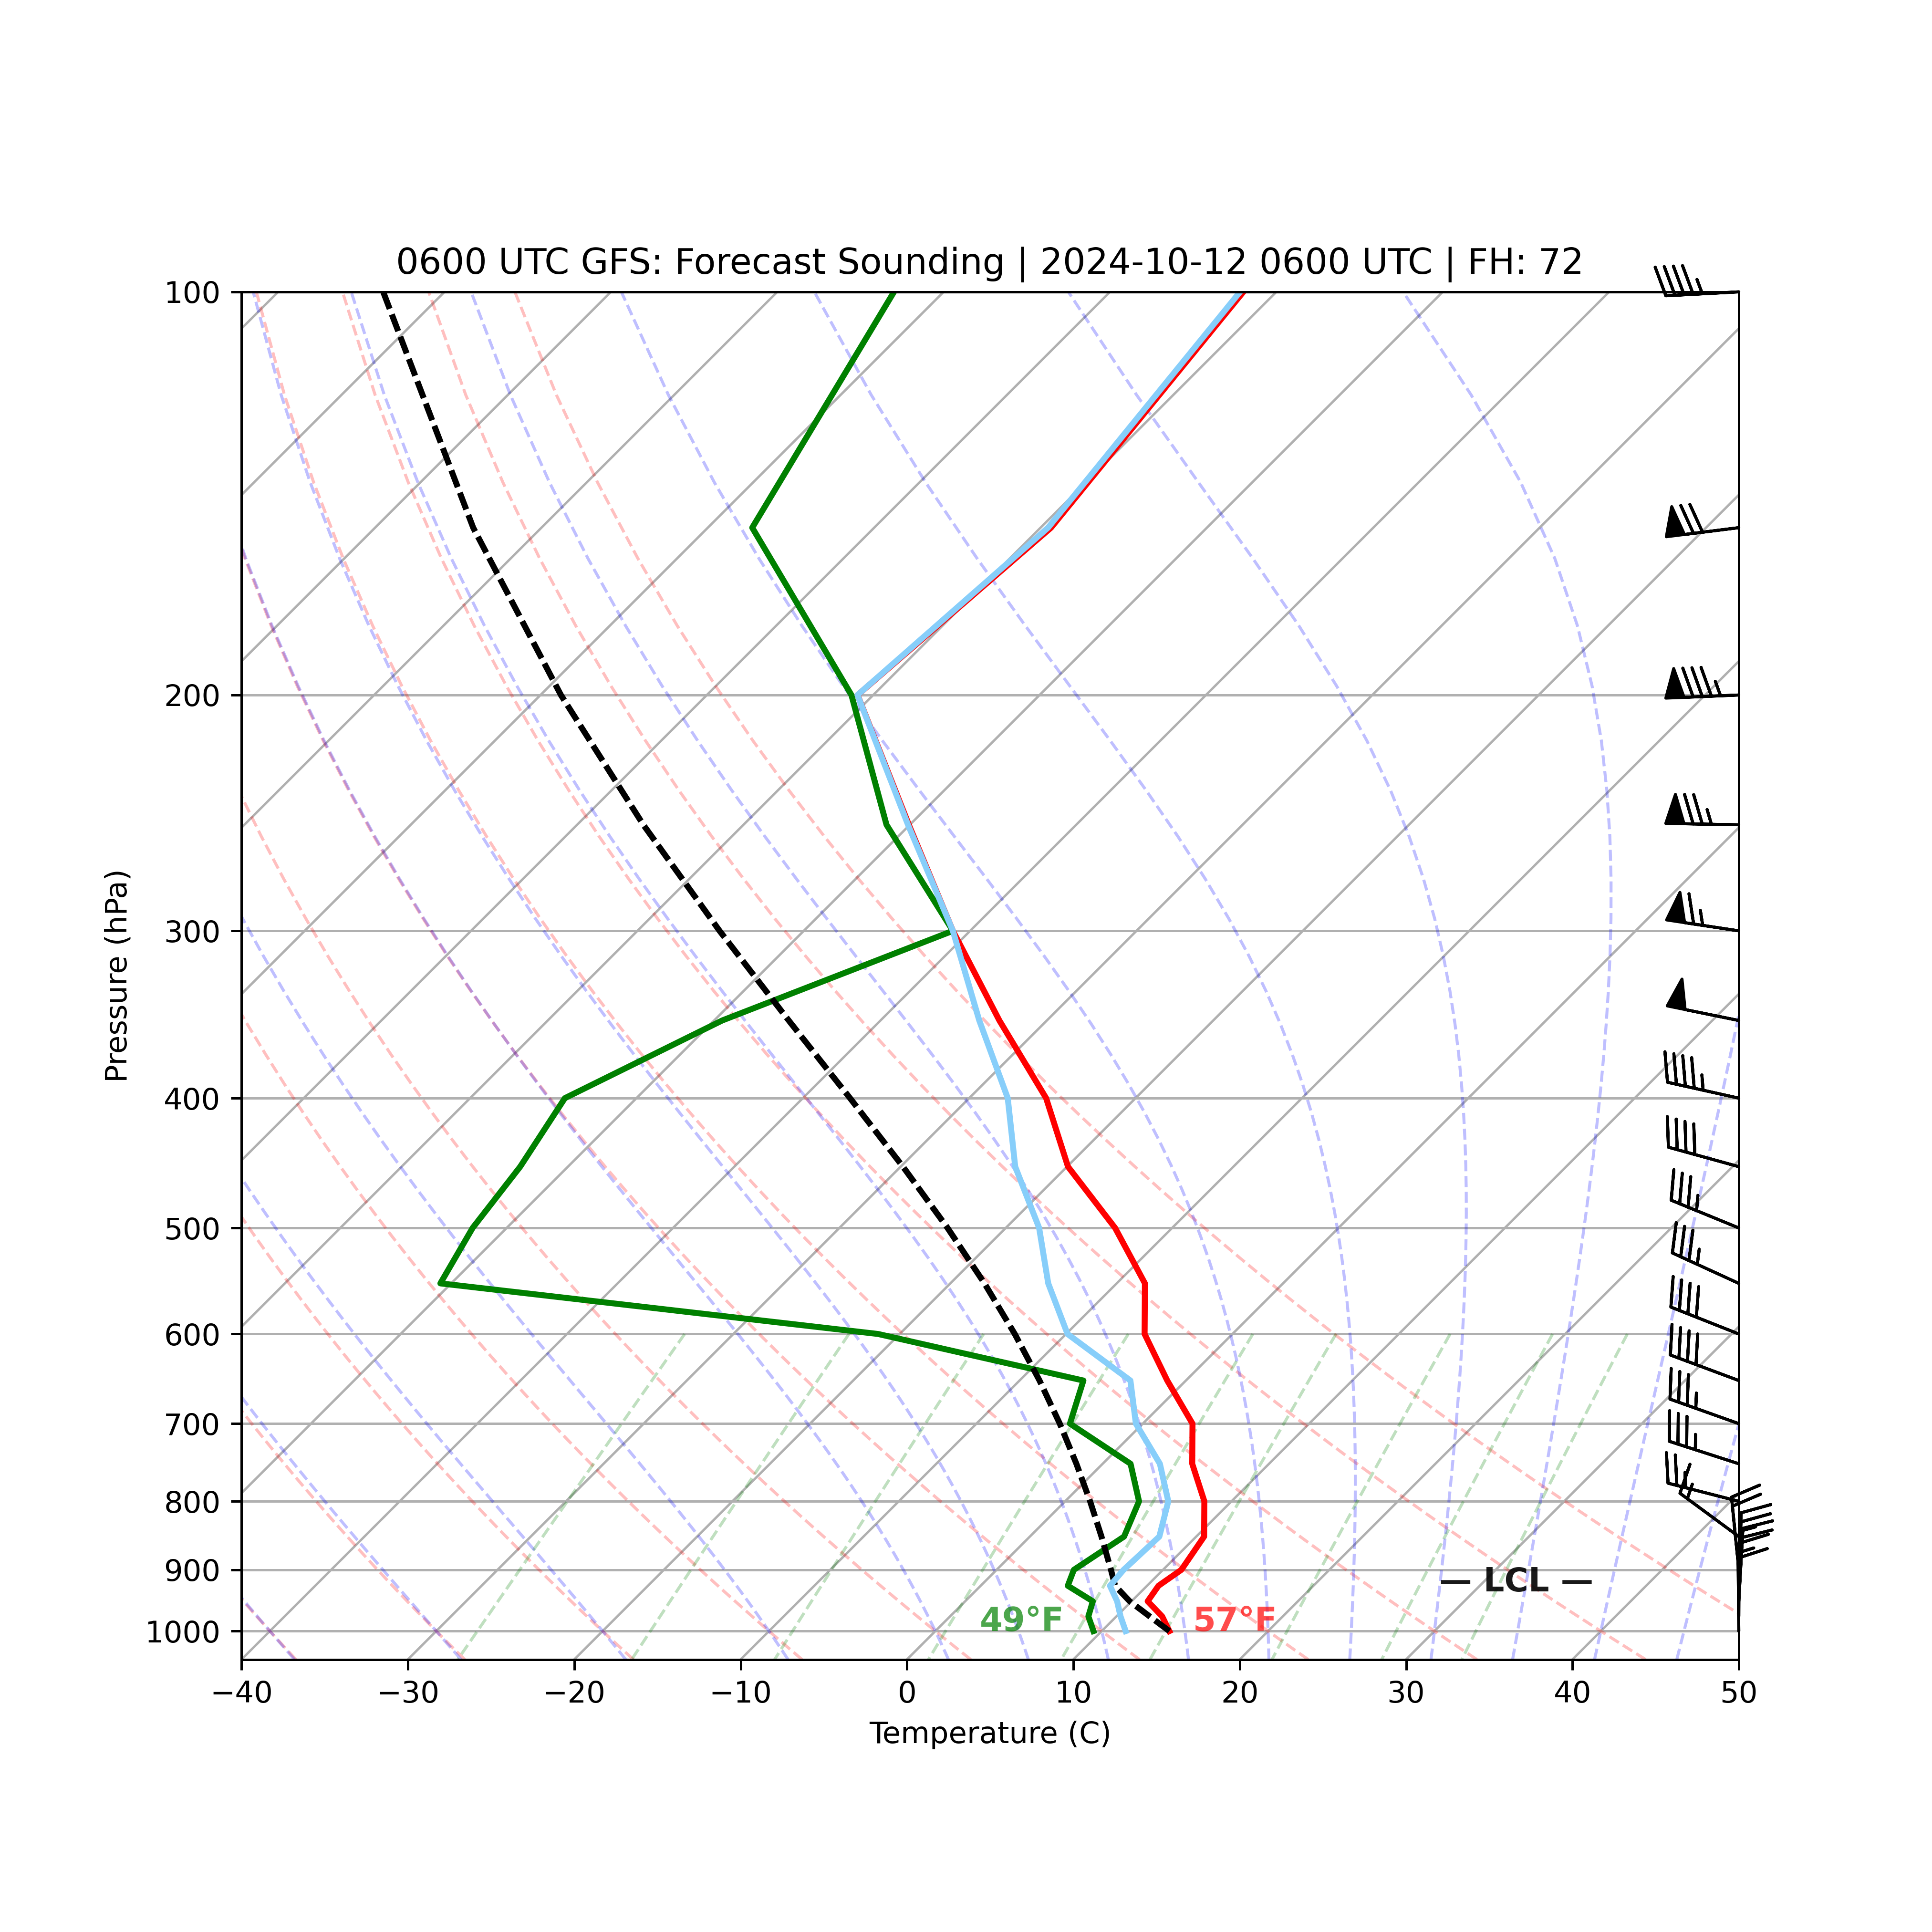 0600 UTC GFS: Forecast Sounding | 2024-10-12 0600 UTC | FH: 72
100
200
300
400
500
600
700
800
900
1000
Pressure (hPa)
— LCL —
49°F 57°F
−40 −30 −20 −10 0 10 20 30 40 50
Temperature (C)